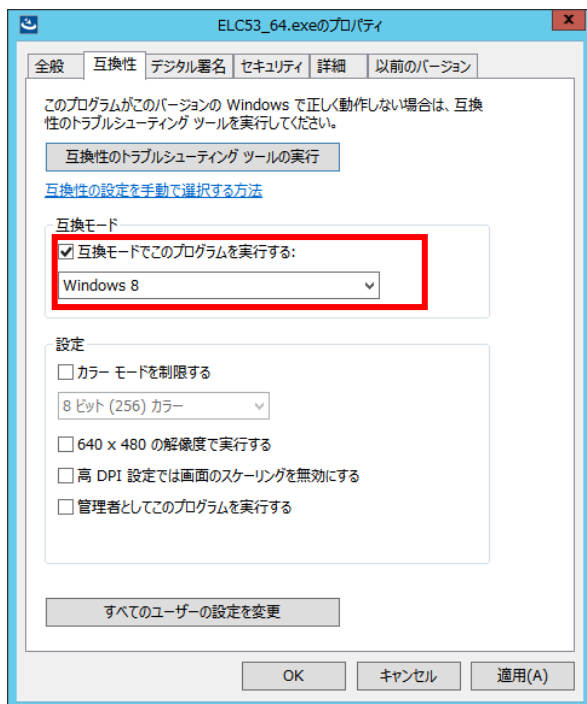 ELC53_64.exeのプロパティ
x
全般 互換性 デジタル署名 セキュリティ 詳細 以前のバージョン
このプログラムがこのバージョンの Windows で正しく動作しない場合は、互換
性のトラブルシューティング ツールを実行してください。
互換性のトラブルシューティング ツールの実行
互換性の設定を手動で選択する方法
互換モード
互換モードでこのプログラムを実行する:
Windows 8
設定
カラー モードを制限する
8 ビット (256) カラー
640 x 480 の解像度で実行する
高 DPI 設定では画面のスケーリングを無効にする
管理者としてこのプログラムを実行する
すべてのユーザーの設定を変更
OK キャンセル 適用(A)